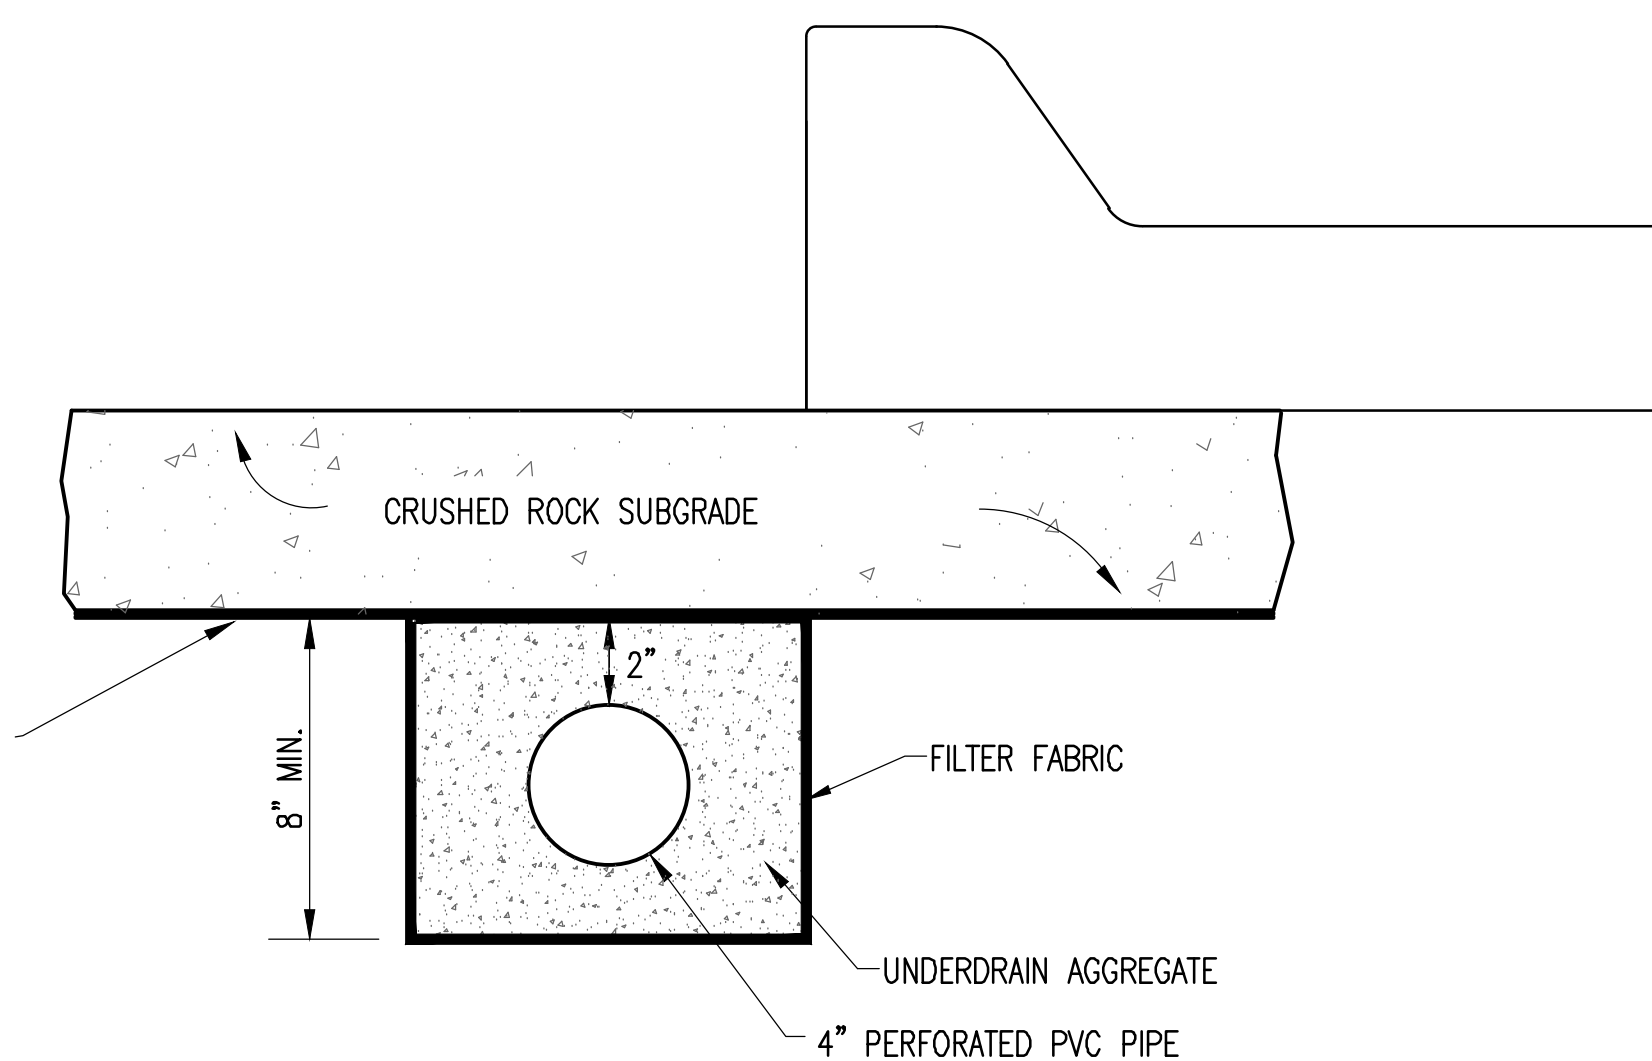 CRUSHED ROCK SUBGRADE
2”
8” MIN.
FILTER FABRIC
UNDERDRAIN AGGREGATE
4” PERFORATED PVC PIPE